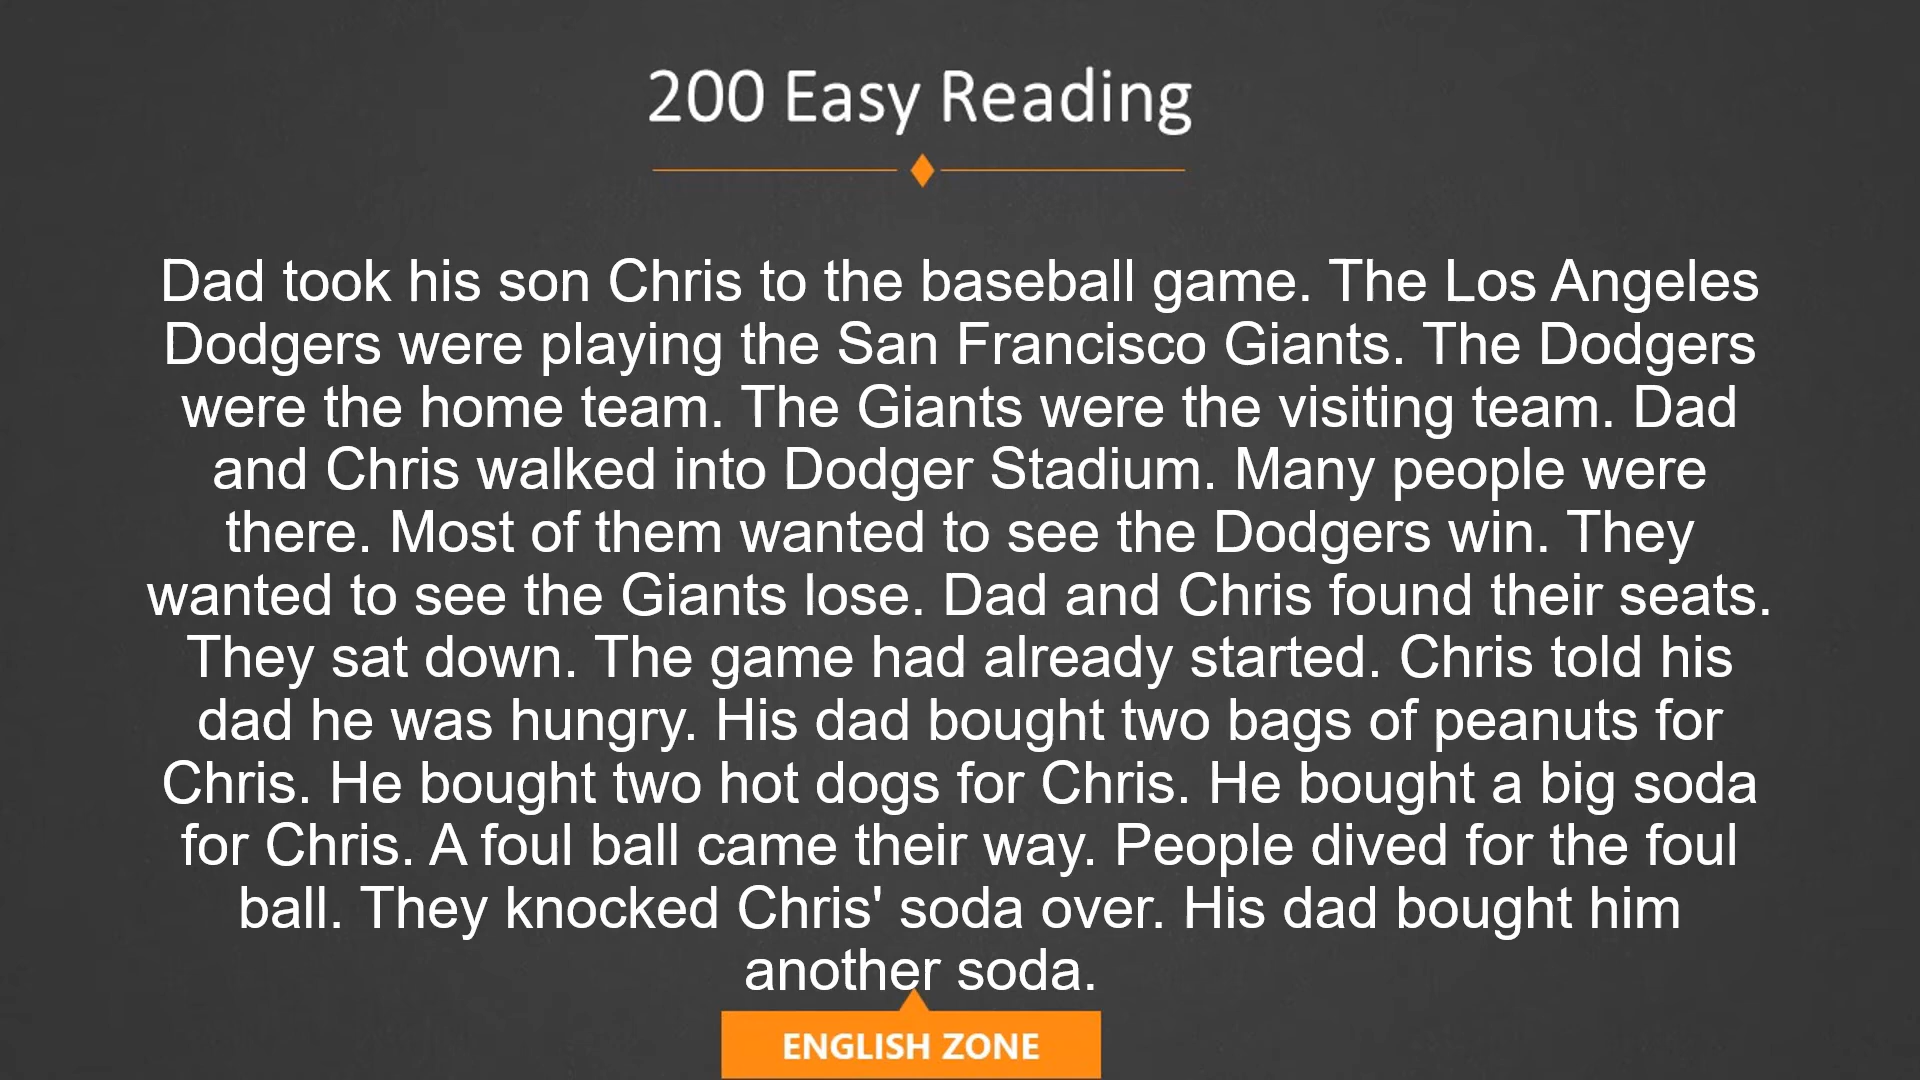 200 Easy Reading
Dad took his son Chris to the baseball game. The Los Angeles
Dodgers were playing the San Francisco Giants. The Dodgers
were the home team. The Giants were the visiting team. Dad
and Chris walked into Dodger Stadium. Many people were
there. Most of them wanted to see the Dodgers win. They
wanted to see the Giants lose. Dad and Chris found their seats.
They sat down. The game had already started. Chris told his
dad he was hungry. His dad bought two bags of peanuts for
Chris. He bought two hot dogs for Chris. He bought a big soda
for Chris. A foul ball came their way. People dived for the foul
ball. They knocked Chris' soda over. His dad bought him
another soda.
ENGLISH ZONE